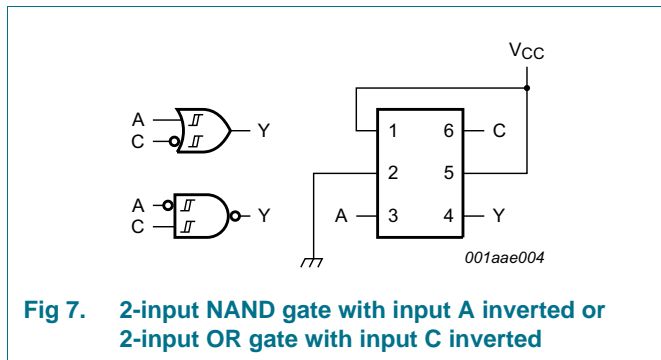 VCC
A
C
Y
A
C
Y
1 6 C
2 5
A 3 4 Y
001aae004
Fig 7. 2-input NAND gate with input A inverted or
2-input OR gate with input C inverted